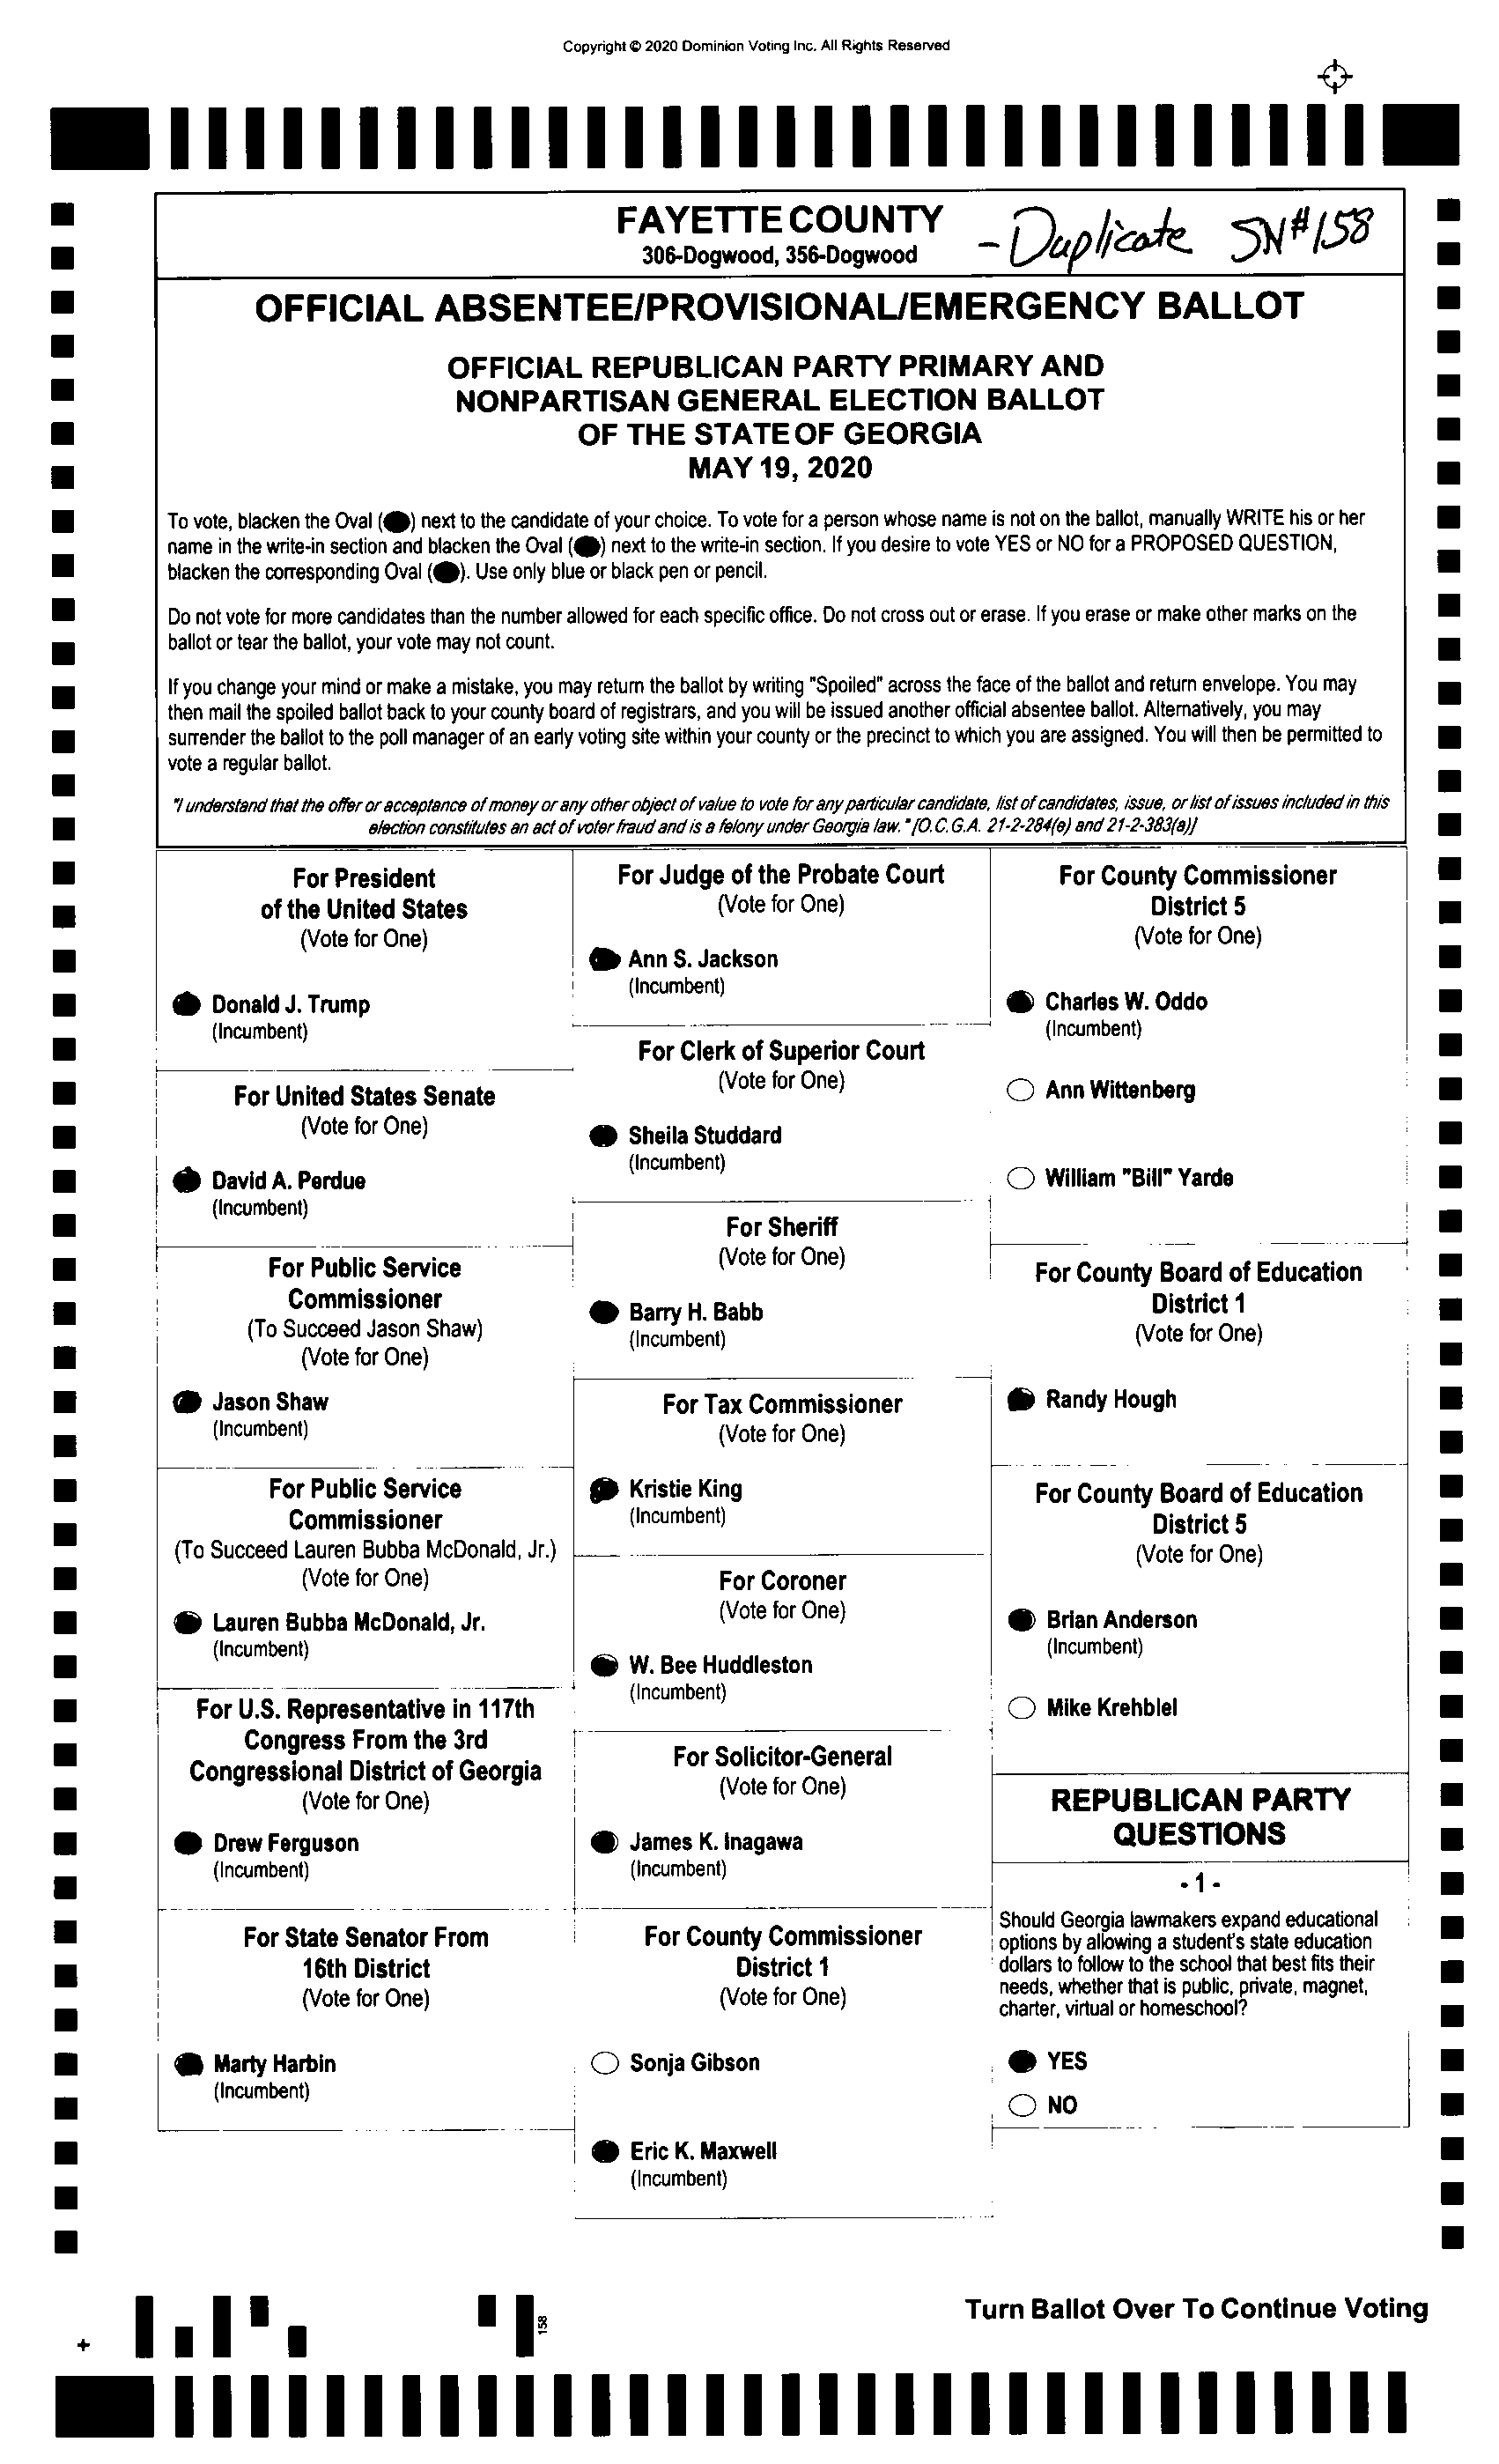 Copyright © 2020 Dominion Voting Inc. All Rights Reserved
FAYETTE COUNTY
306-Dogwood, 356-Dogwood
- Duplicate SN#158
OFFICIAL ABSENTEE/PROVISIONAL/EMERGENCY BALLOT
OFFICIAL REPUBLICAN PARTY PRIMARY AND
NONPARTISAN GENERAL ELECTION BALLOT
OF THE STATE OF GEORGIA
MAY 19, 2020
To vote, blacken the Oval (⬬) next to the candidate of your choice. To vote for a person whose name is not on the ballot, manually WRITE his or her
name in the write-in section and blacken the Oval (⬬) next to the write-in section. If you desire to vote YES or NO for a PROPOSED QUESTION,
blacken the corresponding Oval (⬬). Use only blue or black pen or pencil.
Do not vote for more candidates than the number allowed for each specific office. Do not cross out or erase. If you erase or make other marks on the
ballot or tear the ballot, your vote may not count.
If you change your mind or make a mistake, you may return the ballot by writing "Spoiled" across the face of the ballot and return envelope. You may
then mail the spoiled ballot back to your county board of registrars, and you will be issued another official absentee ballot. Alternatively, you may
surrender the ballot to the poll manager of an early voting site within your county or the precinct to which you are assigned. You will then be permitted to
vote a regular ballot.
"I understand that the offer or acceptance of money or any other object of value to vote for any particular candidate, list of candidates, issue, or list of issues included in this
election constitutes an act of voter fraud and is a felony under Georgia law." [O.C.G.A. 21-2-284(e) and 21-2-383(a)]
For President
of the United States
(Vote for One)
Donald J. Trump
(Incumbent)
For United States Senate
(Vote for One)
David A. Perdue
(Incumbent)
For Public Service
Commissioner
(To Succeed Jason Shaw)
(Vote for One)
Jason Shaw
(Incumbent)
For Public Service
Commissioner
(To Succeed Lauren Bubba McDonald, Jr.)
(Vote for One)
Lauren Bubba McDonald, Jr.
(Incumbent)
For U.S. Representative in 117th
Congress From the 3rd
Congressional District of Georgia
(Vote for One)
Drew Ferguson
(Incumbent)
For State Senator From
16th District
(Vote for One)
Marty Harbin
(Incumbent)
For Judge of the Probate Court
(Vote for One)
Ann S. Jackson
(Incumbent)
For Clerk of Superior Court
(Vote for One)
Sheila Studdard
(Incumbent)
For Sheriff
(Vote for One)
Barry H. Babb
(Incumbent)
For Tax Commissioner
(Vote for One)
Kristie King
(Incumbent)
For Coroner
(Vote for One)
W. Bee Huddleston
(Incumbent)
For Solicitor-General
(Vote for One)
James K. Inagawa
(Incumbent)
For County Commissioner
District 1
(Vote for One)
Sonja Gibson
Eric K. Maxwell
(Incumbent)
For County Commissioner
District 5
(Vote for One)
Charles W. Oddo
(Incumbent)
Ann Wittenberg
William "Bill" Yarde
For County Board of Education
District 1
(Vote for One)
Randy Hough
For County Board of Education
District 5
(Vote for One)
Brian Anderson
(Incumbent)
Mike Krehbiel
REPUBLICAN PARTY
QUESTIONS
- 1 -
Should Georgia lawmakers expand educational
options by allowing a student's state education
dollars to follow to the school that best fits their
needs, whether that is public, private, magnet,
charter, virtual or homeschool?
YES
NO
158
Turn Ballot Over To Continue Voting